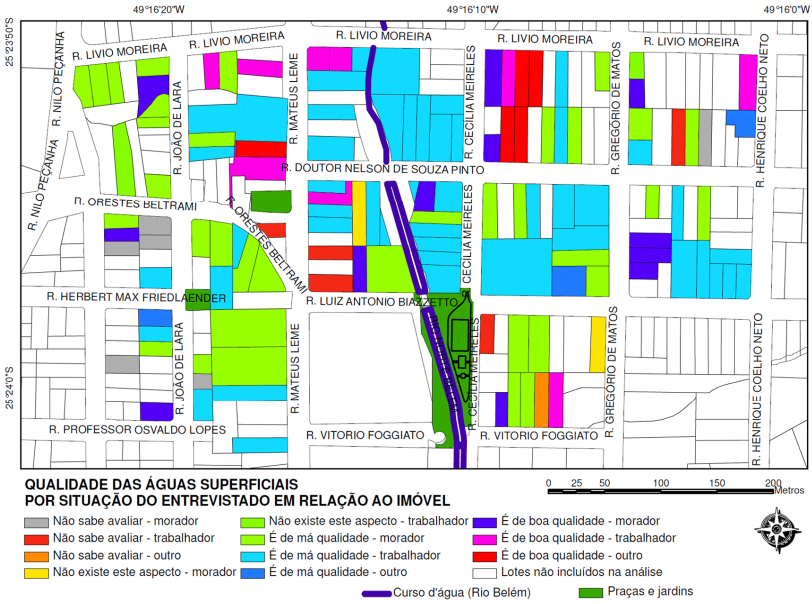 49°16'20"W 49°16'10"W 49°16'0"W
25°23'50"S
25°24'0"S
R. LIVIO MOREIRA
R. LIVIO MOREIRA
R. LIVIO MOREIRA
R. LIVIO MOREIRA
R. LIVIO MOREIRA
R. NILO PEÇANHA
R. NILO PEÇANHA
R. JOÃO DE LARA
R. MATEUS LEME
R. CECILIA MEIRELES
R. GREGÓRIO DE MATOS
R. HENRIQUE COELHO NETO
R. DOUTOR NELSON DE SOUZA PINTO
R. ORESTES BELTRAMI
R. ORESTES BELTRAMI
R. CECILIA MEIRELES
R. HERBERT MAX FRIEDLAENDER
R. LUIZ ANTONIO BIAZZETTO
R. JOÃO DE LARA
R. MATEUS LEME
R. CECILIA MEIRELES
R. GREGÓRIO DE MATOS
R. HENRIQUE COELHO NETO
R. PROFESSOR OSVALDO LOPES
R. VITORIO FOGGIATO
R. VITORIO FOGGIATO
QUALIDADE DAS ÁGUAS SUPERFICIAIS
POR SITUAÇÃO DO ENTREVISTADO EM RELAÇÃO AO IMÓVEL
0 25 50 100 150 200
Metros
Não sabe avaliar - morador
Não sabe avaliar - trabalhador
Não sabe avaliar - outro
Não existe este aspecto - morador
Não existe este aspecto - trabalhador
É de má qualidade - morador
É de má qualidade - trabalhador
É de má qualidade - outro
É de boa qualidade - morador
É de boa qualidade - trabalhador
É de boa qualidade - outro
Lotes não incluídos na análise
Curso d'água (Rio Belém)
Praças e jardins